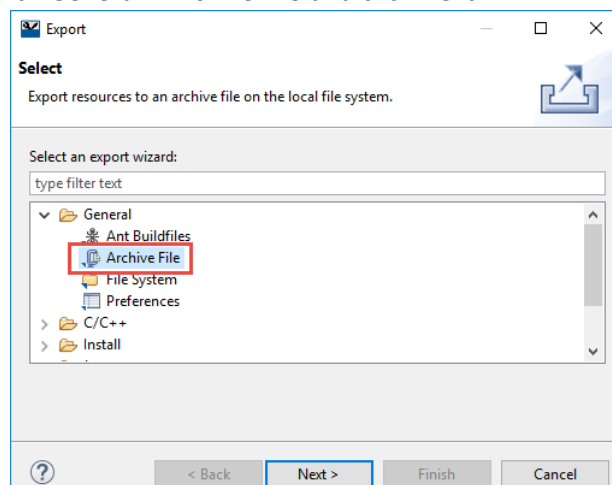 Export
Select
Export resources to an archive file on the local file system.
Select an export wizard:
type filter text
General
Ant Buildfiles
Archive File
File System
Preferences
C/C++
Install
< Back
Next >
Finish
Cancel